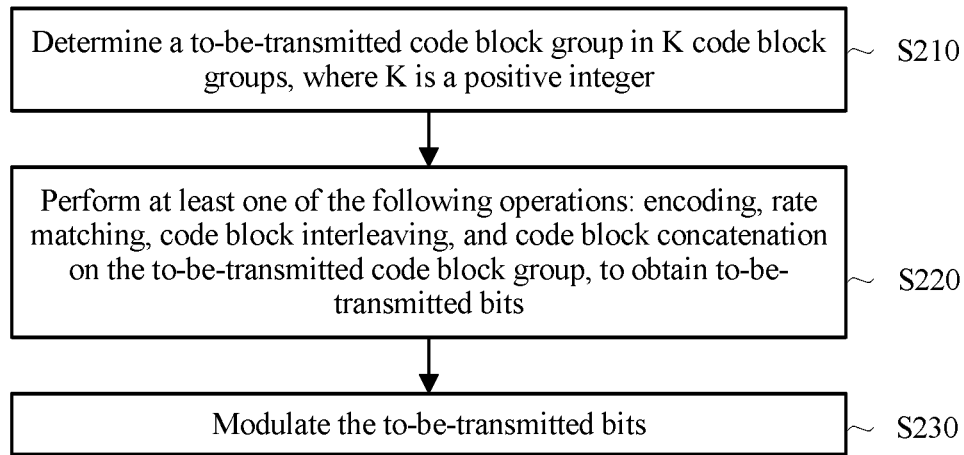 Determine a to-be-transmitted code block group in K code block
groups, where K is a positive integer
S210
Perform at least one of the following operations: encoding, rate
matching, code block interleaving, and code block concatenation
on the to-be-transmitted code block group, to obtain to-be-
transmitted bits
S220
Modulate the to-be-transmitted bits
S230